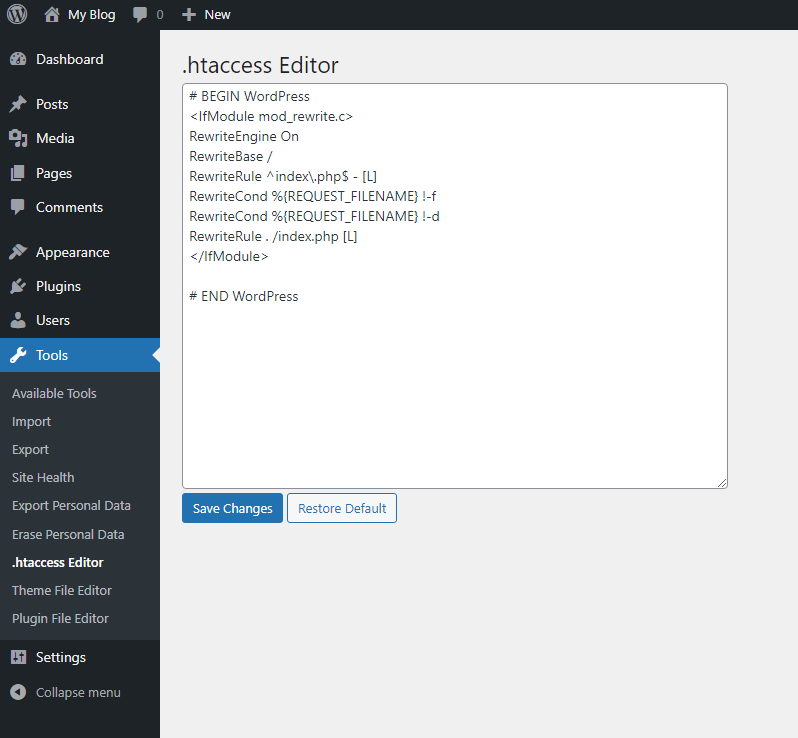 My Blog 0 New
Dashboard
Posts
Media
Pages
Comments
Appearance
Plugins
Users
Tools
Available Tools
Import
Export
Site Health
Export Personal Data
Erase Personal Data
.htaccess Editor
Theme File Editor
Plugin File Editor
Settings
Collapse menu
.htaccess Editor
# BEGIN WordPress
<IfModule mod_rewrite.c>
RewriteEngine On
RewriteBase /
RewriteRule ^index\.php$ - [L]
RewriteCond %{REQUEST_FILENAME} !-f
RewriteCond %{REQUEST_FILENAME} !-d
RewriteRule . /index.php [L]
</IfModule>

# END WordPress
Save Changes Restore Default